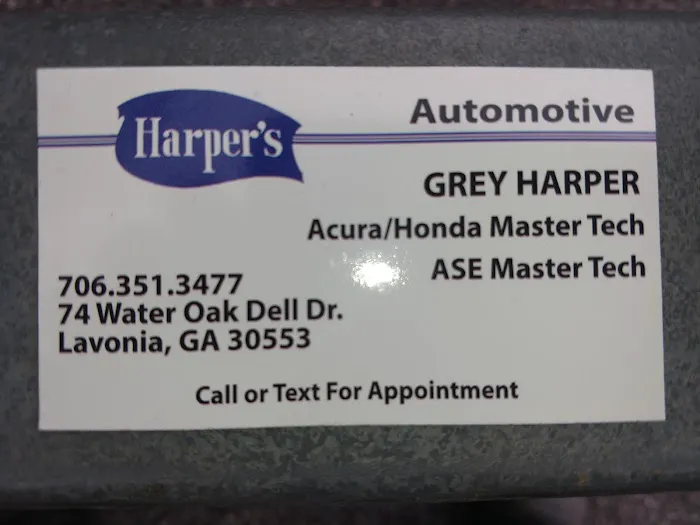 Harper's
Automotive
GREY HARPER
Acura/Honda Master Tech
ASE Master Tech
706.351.3477
74 Water Oak Dell Dr.
Lavonia, GA 30553
Call or Text For Appointment